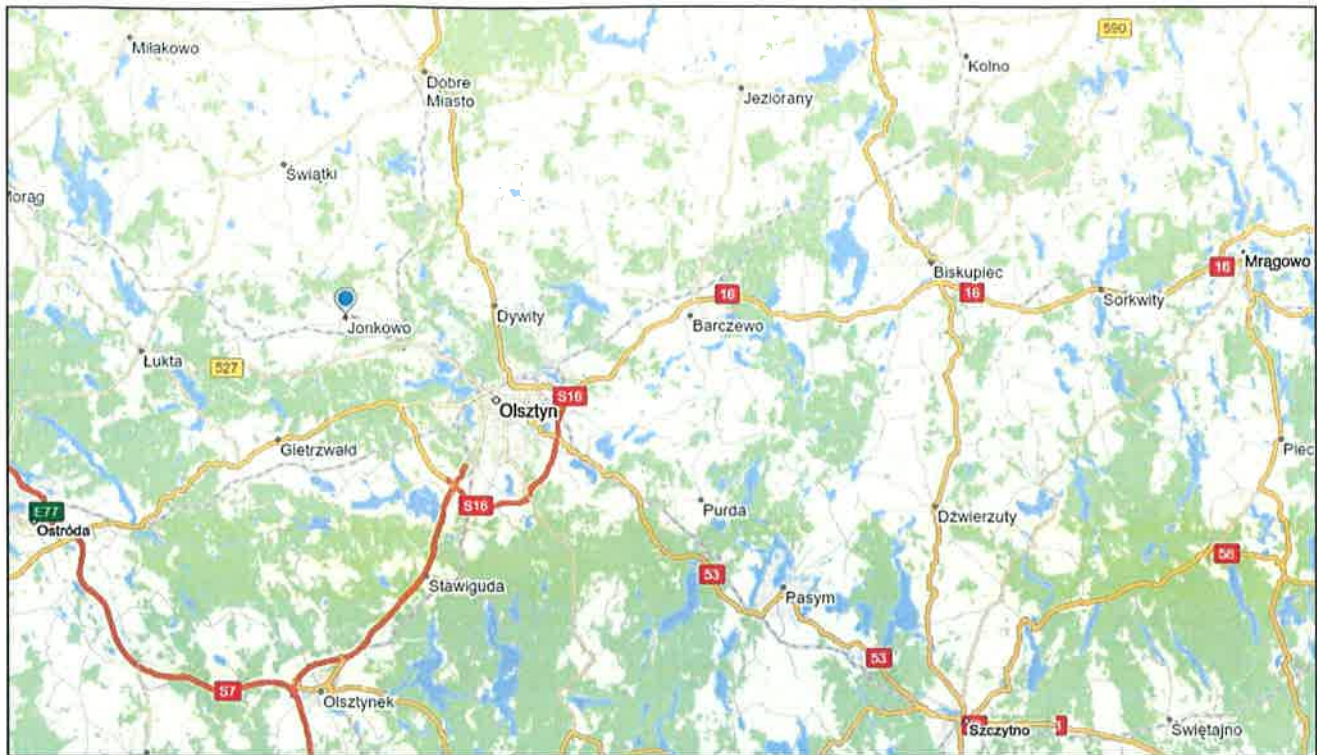 590
Miłakowo
Kolno
Dobre
Miasto
Jeziorany
Świątki
Morąg
Biskupiec
16
Mrągowo
16
16
Sorkwity
Dywity
Barczewo
Jonkowo
Łukta
527
S16
Olsztyn
Gietrzwałd
Piec
E77
Ostróda
S16
Purda
Dźwierzuty
58
Stawiguda
53
Pasym
53
S7
Olsztynek
Szczytno
Świętajno